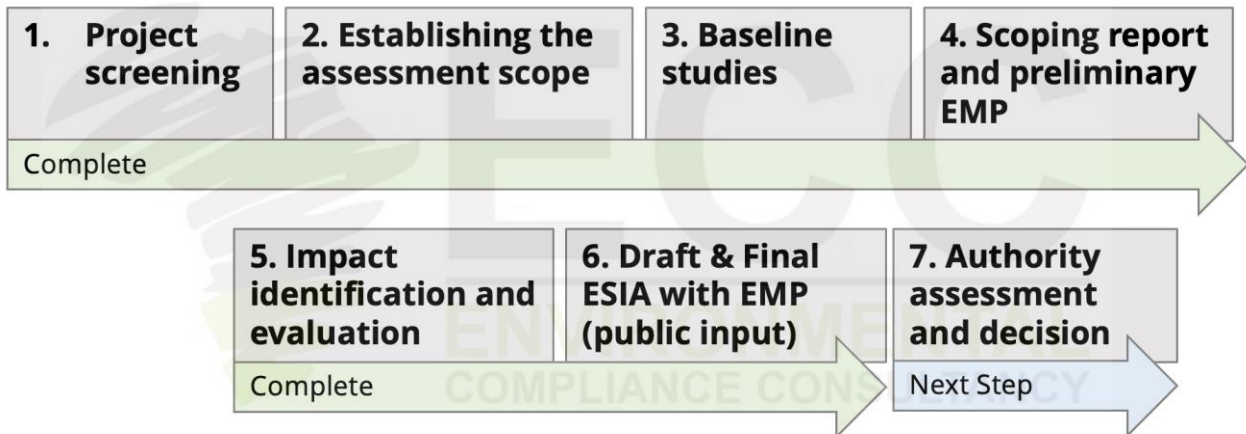 1. Project
screening
2. Establishing the
assessment scope
3. Baseline
studies
4. Scoping report
and preliminary
EMP
Complete
5. Impact
identification and
evaluation
6. Draft & Final
ESIA with EMP
(public input)
7. Authority
assessment
and decision
Complete
Next Step
ECC
ENVIRONMENTAL
COMPLIANCE CONSULTANCY